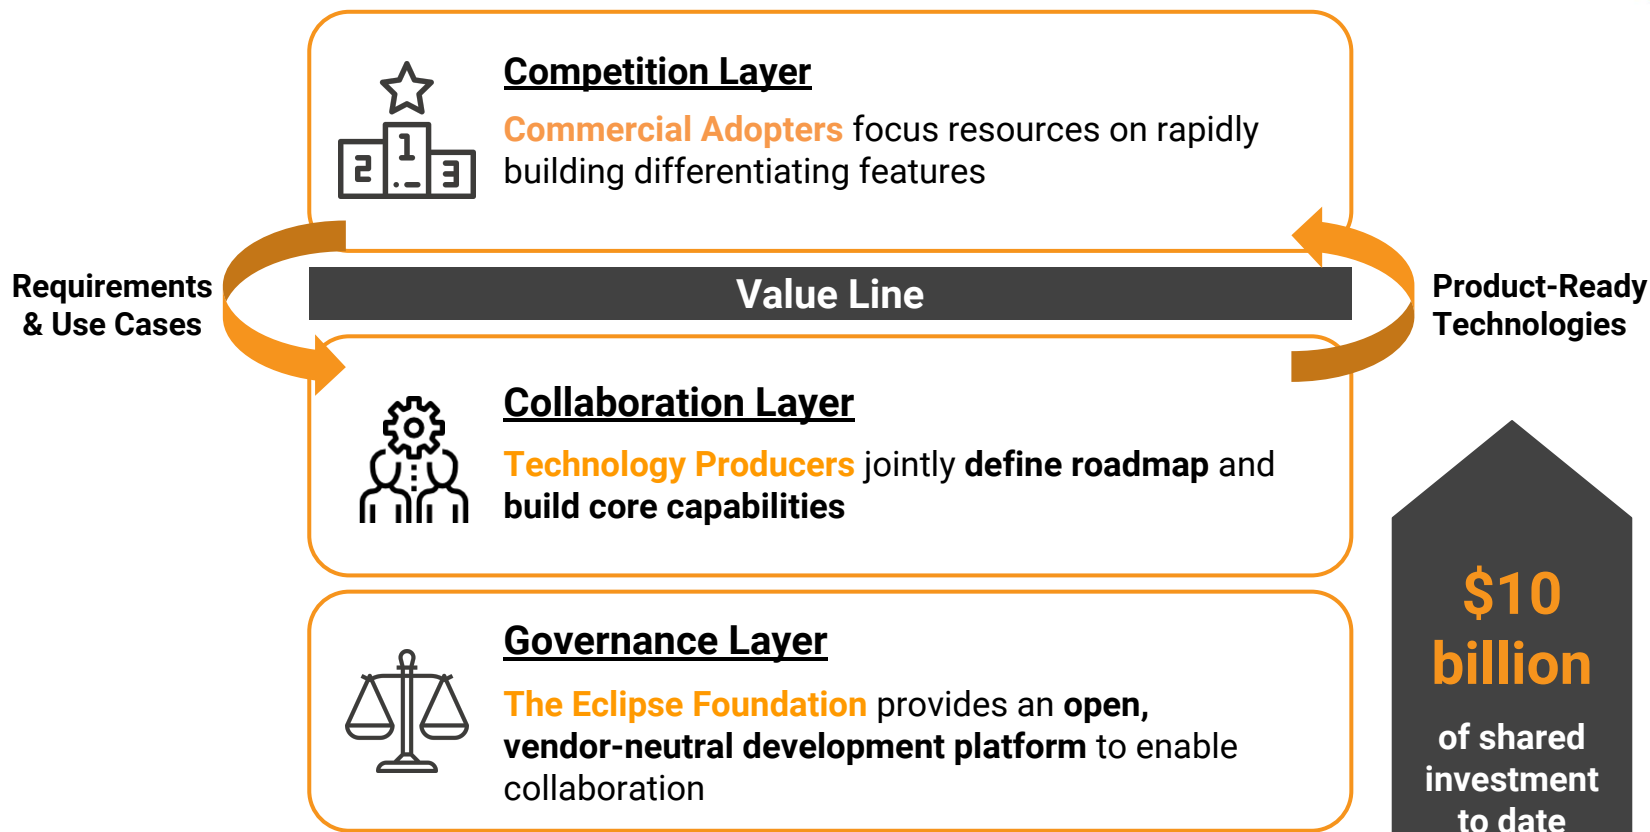 Competition Layer
Commercial Adopters focus resources on rapidly
building differentiating features
2 1 3
Requirements
& Use Cases
Value Line
Product-Ready
Technologies
Collaboration Layer
Technology Producers jointly define roadmap and
build core capabilities
Governance Layer
The Eclipse Foundation provides an open,
vendor-neutral development platform to enable
collaboration
$10
billion
of shared
investment
to date